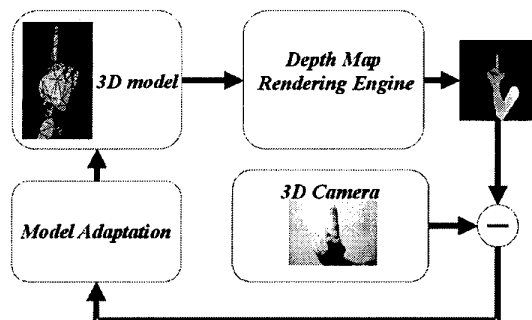 3D model
Depth Map
Rendering Engine
3D Camera
Model Adaptation
−